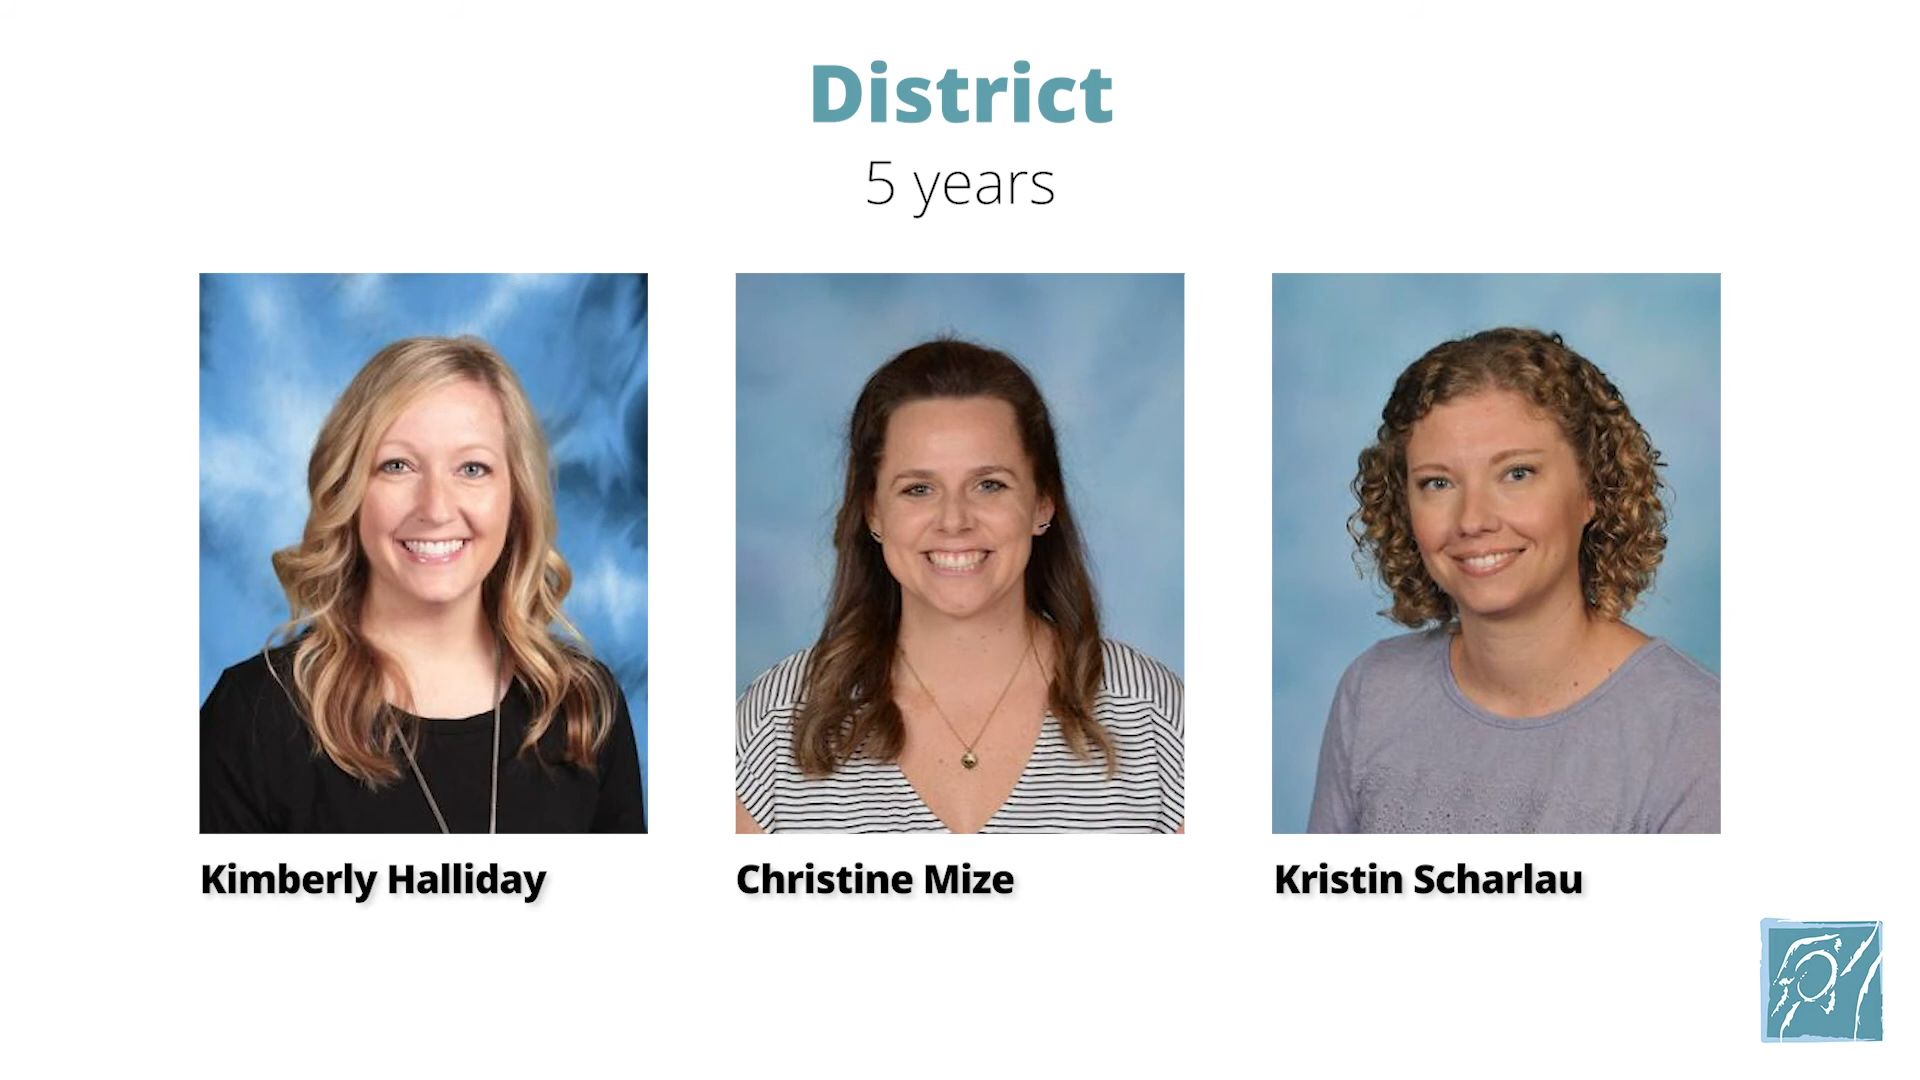 District
5 years
Kimberly Halliday
Christine Mize
Kristin Scharlau